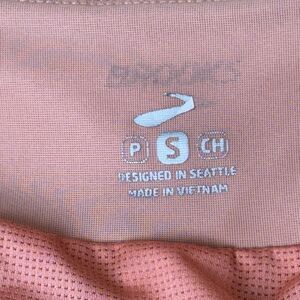 BROOKS
P S CH
DESIGNED IN SEATTLE
MADE IN VIETNAM